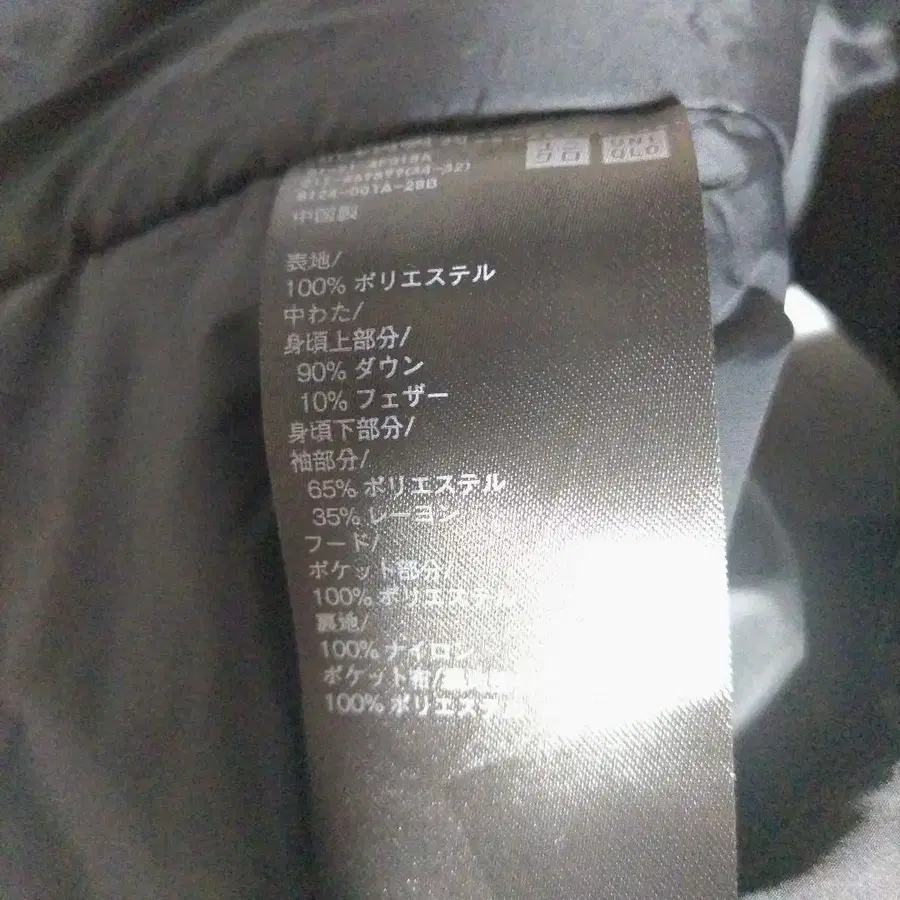 UNI
QLO
中国製
表地/
100% ポリエステル
中わた/
身頃上部分/
90% ダウン
10% フェザー
身頃下部分/
袖部分/
65% ポリエステル
35% レーヨン
フード/
ポケット部分/
100% ポリエステル
裏地/
100% ナイロン
ポケット布/
100% ポリエステル